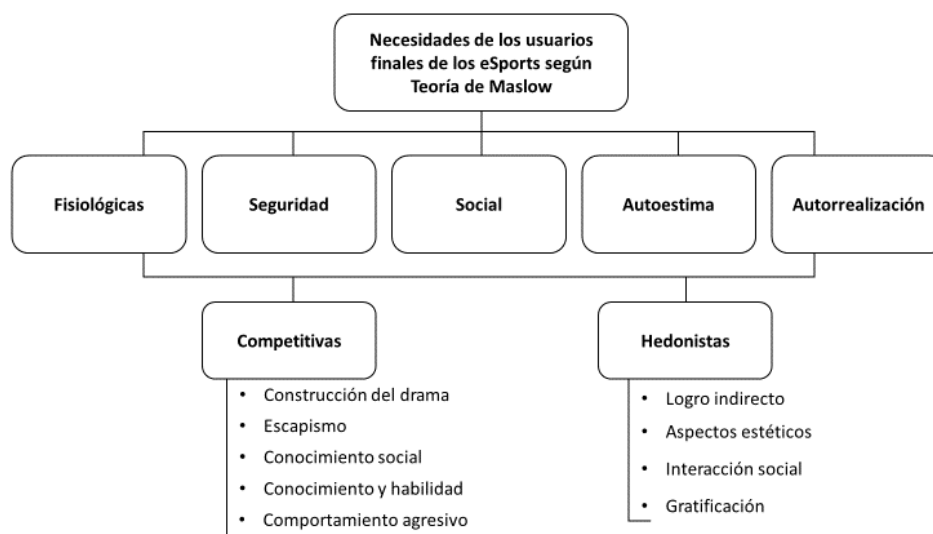 Necesidades de los usuarios
finales de los eSports según
Teoría de Maslow
Fisiológicas
Seguridad
Social
Autoestima
Autorrealización
Competitivas
• Construcción del drama
• Escapismo
• Conocimiento social
• Conocimiento y habilidad
• Comportamiento agresivo
Hedonistas
• Logro indirecto
• Aspectos estéticos
• Interacción social
• Gratificación